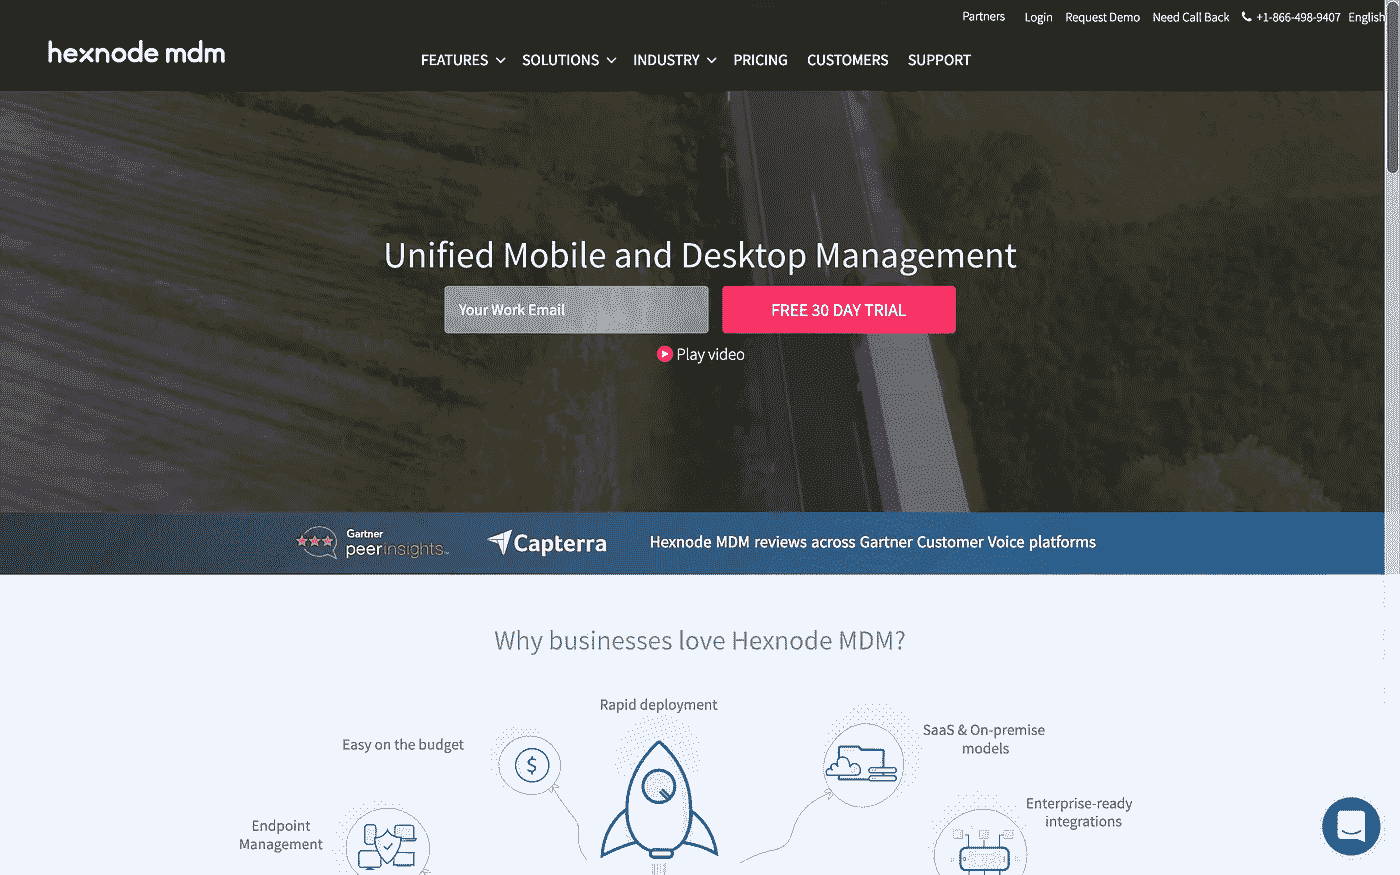 Partners Login Request Demo Need Call Back +1-866-498-9407 English
hexnode mdm
FEATURES SOLUTIONS INDUSTRY PRICING CUSTOMERS SUPPORT
Unified Mobile and Desktop Management
Your Work Email
FREE 30 DAY TRIAL
Play video
Gartner
peerinsights™
Capterra
Hexnode MDM reviews across Gartner Customer Voice platforms
Why businesses love Hexnode MDM?
Rapid deployment
Easy on the budget
$
SaaS & On-premise
models
Endpoint
Management
Enterprise-ready
integrations